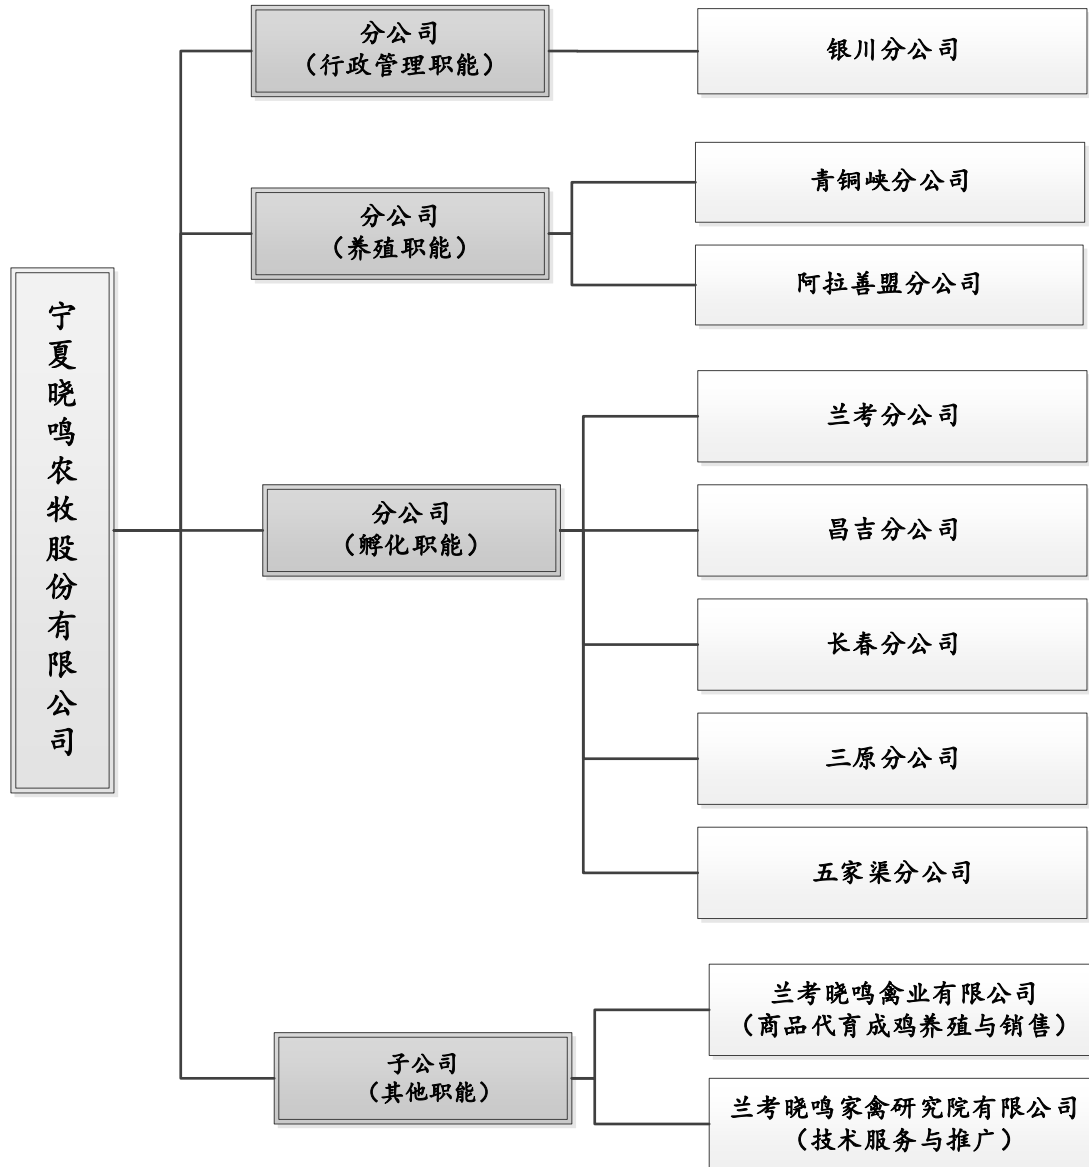 宁夏晓鸣农牧股份有限公司
分公司
（行政管理职能）
银川分公司
分公司
（养殖职能）
青铜峡分公司
阿拉善盟分公司
分公司
（孵化职能）
兰考分公司
昌吉分公司
长春分公司
三原分公司
五家渠分公司
子公司
（其他职能）
兰考晓鸣禽业有限公司
（商品代育成鸡养殖与销售）
兰考晓鸣家禽研究院有限公司
（技术服务与推广）